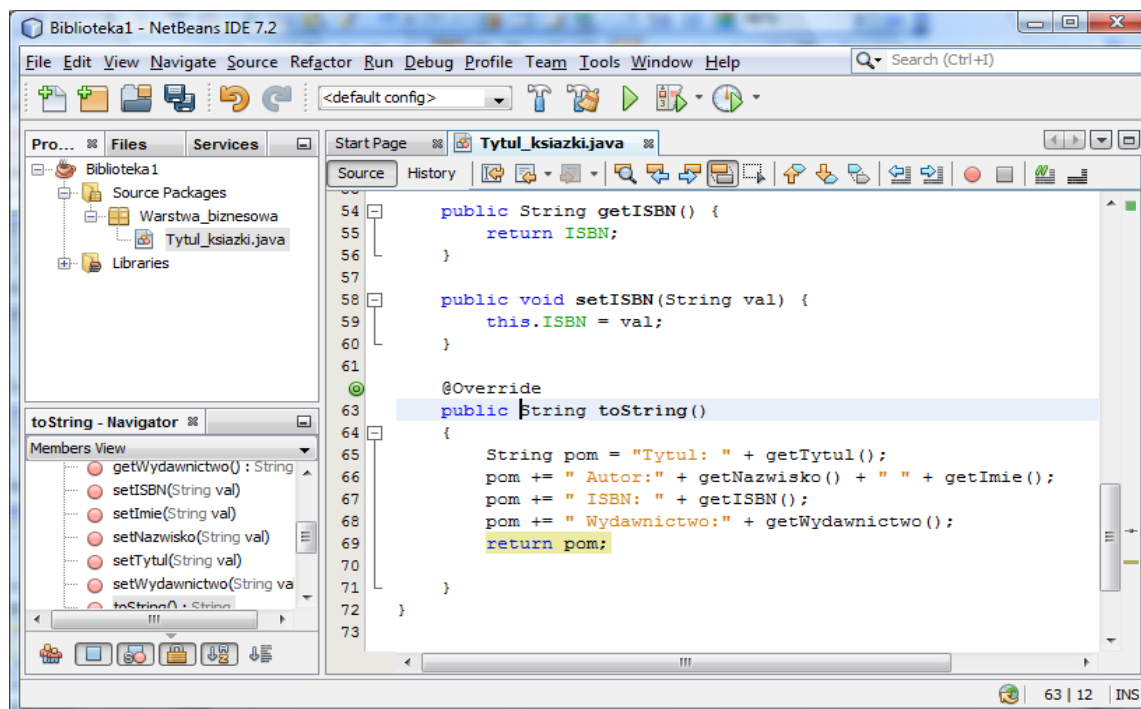 Biblioteka1 - NetBeans IDE 7.2
File Edit View Navigate Source Refactor Run Debug Profile Team Tools Window Help
Search (Ctrl+I)
<default config>
Pro... Files Services
Biblioteka1
Source Packages
Warstwa_biznesowa
Tytul_ksiazki.java
Libraries
toString - Navigator
Members View
getWydawnictwo() : String
setISBN(String val)
setImie(String val)
setNazwisko(String val)
setTytul(String val)
setWydawnictwo(String va
toString() : String
Start Page Tytul_ksiazki.java
Source History
54 public String getISBN() {
55 return ISBN;
56 }
57
58 public void setISBN(String val) {
59 this.ISBN = val;
60 }
61
@Override
63 public String toString()
64 {
65 String pom = "Tytul: " + getTytul();
66 pom += " Autor:" + getNazwisko() + " " + getImie();
67 pom += " ISBN: " + getISBN();
68 pom += " Wydawnictwo:" + getWydawnictwo();
69 return pom;
70
71 }
72 }
73
63 | 12 INS